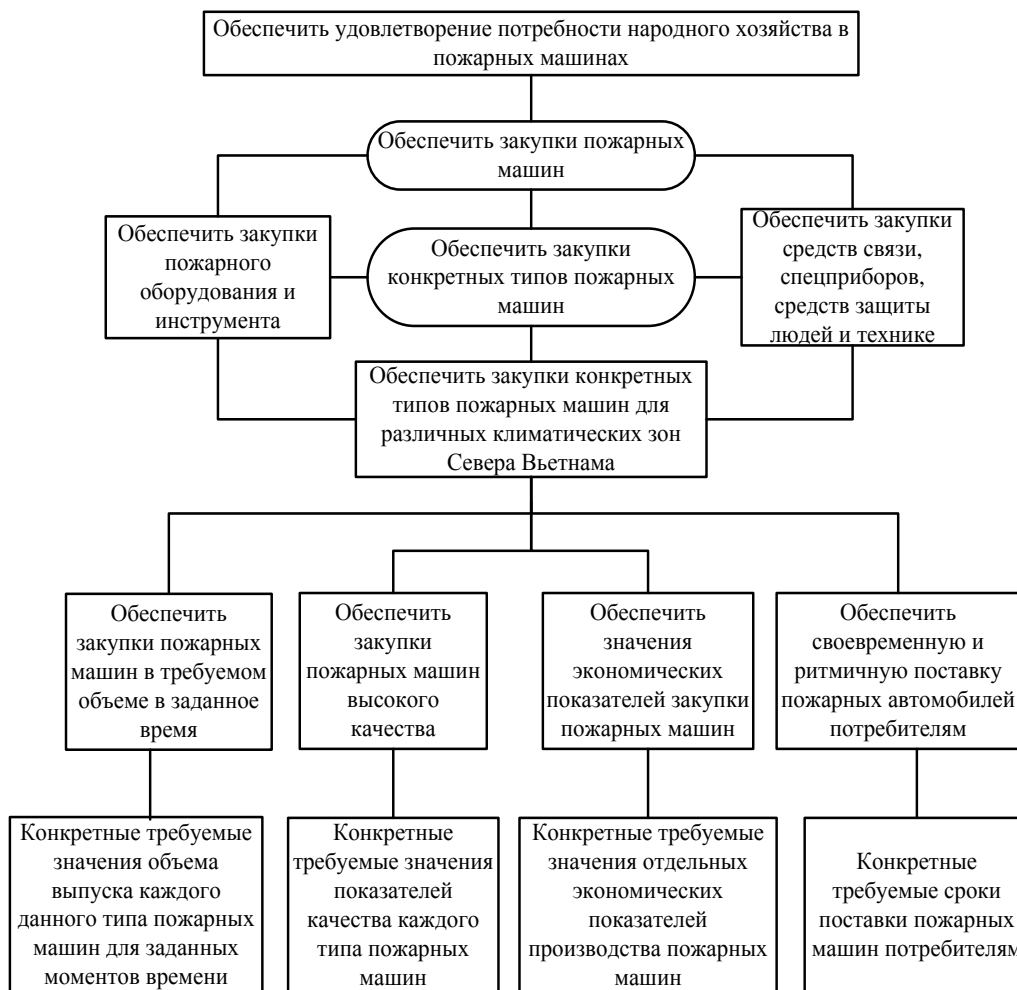 Обеспечить удовлетворение потребности народного хозяйства в
пожарных машинах
Обеспечить закупки пожарных
машин
Обеспечить закупки
пожарного
оборудования и
инструмента
Обеспечить закупки
конкретных типов пожарных
машин
Обеспечить закупки
средств связи,
спецприборов,
средств защиты
людей и технике
Обеспечить закупки конкретных
типов пожарных машин для
различных климатических зон
Севера Вьетнама
Обеспечить
закупки пожарных
машин в требуемом
объеме в заданное
время
Обеспечить
закупки
пожарных машин
высокого
качества
Обеспечить
значения
экономических
показателей закупки
пожарных машин
Обеспечить
своевременную и
ритмичную поставку
пожарных автомобилей
потребителям
Конкретные требуемые
значения объема
выпуска каждого
данного типа пожарных
машин для заданных
моментов времени
Конкретные
требуемые значения
показателей
качества каждого
типа пожарных
машин
Конкретные требуемые
значения отдельных
экономических
показателей
производства пожарных
машин
Конкретные
требуемые сроки
поставки пожарных
машин потребителям